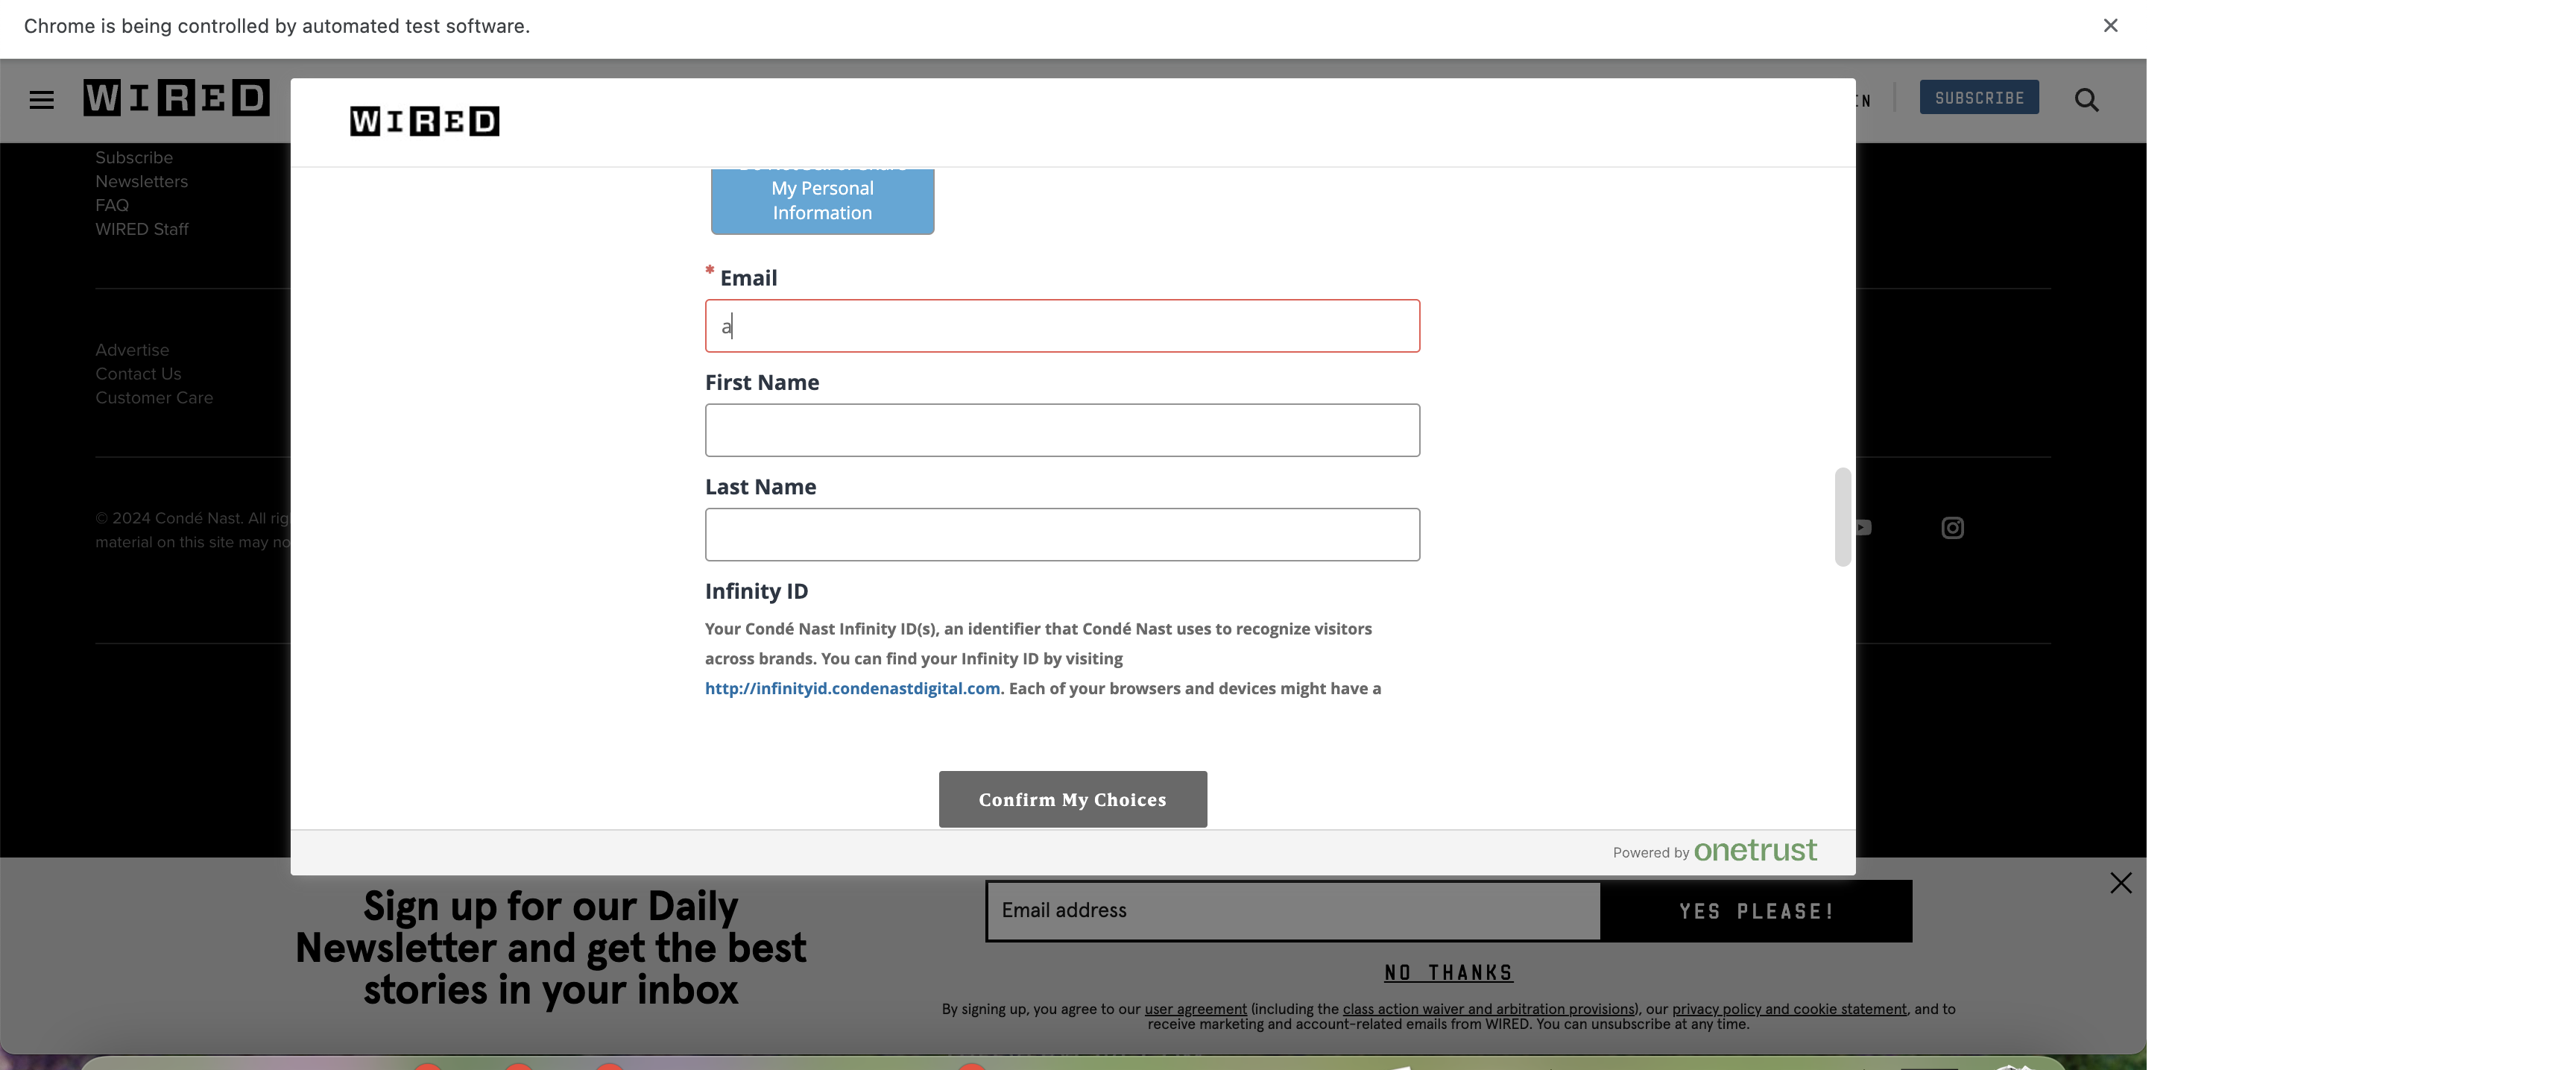 Chrome is being controlled by automated test software.
WIRED
SUBSCRIBE
Subscribe
Newsletters
FAQ
WIRED Staff
Advertise
Contact Us
Customer Care
© 2024 Condé Nast. All
material on this site may
WIRED
My Personal
Information
* Email
a
First Name
Last Name
Infinity ID
Your Condé Nast Infinity ID(s), an identifier that Condé Nast uses to recognize visitors
across brands. You can find your Infinity ID by visiting
http://infinityid.condenastdigital.com. Each of your browsers and devices might have a
Confirm My Choices
Powered by onetrust
Sign up for our Daily
Newsletter and get the best
stories in your inbox
Email address
YES PLEASE!
NO THANKS
By signing up, you agree to our user agreement (including the class action waiver and arbitration provisions), our privacy policy and cookie statement, and to
receive marketing and account-related emails from WIRED. You can unsubscribe at any time.